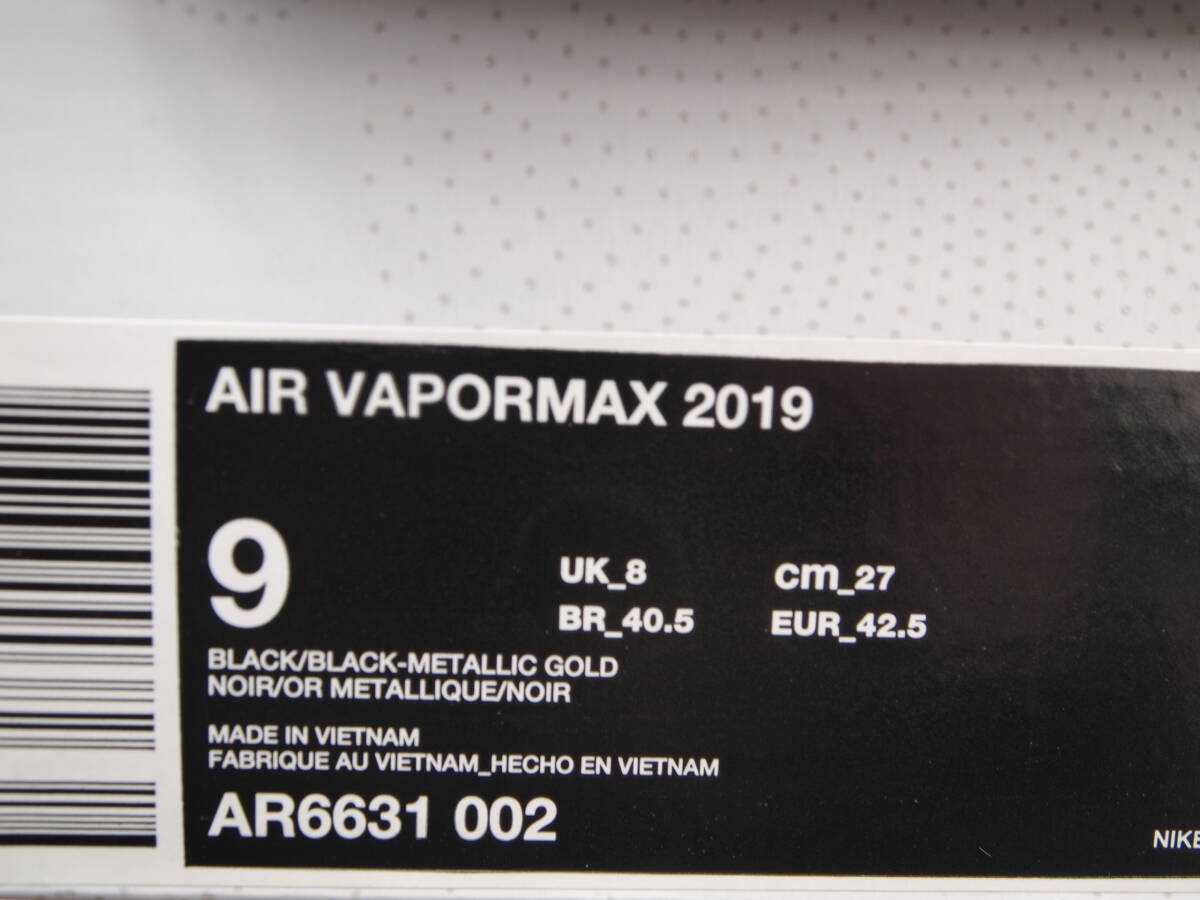 AIR VAPORMAX 2019
9
UK_8 cm_27
BR_40.5 EUR_42.5
BLACK/BLACK-METALLIC GOLD
NOIR/OR METALLIQUE/NOIR
MADE IN VIETNAM
FABRIQUE AU VIETNAM_HECHO EN VIETNAM
AR6631 002
NIKE